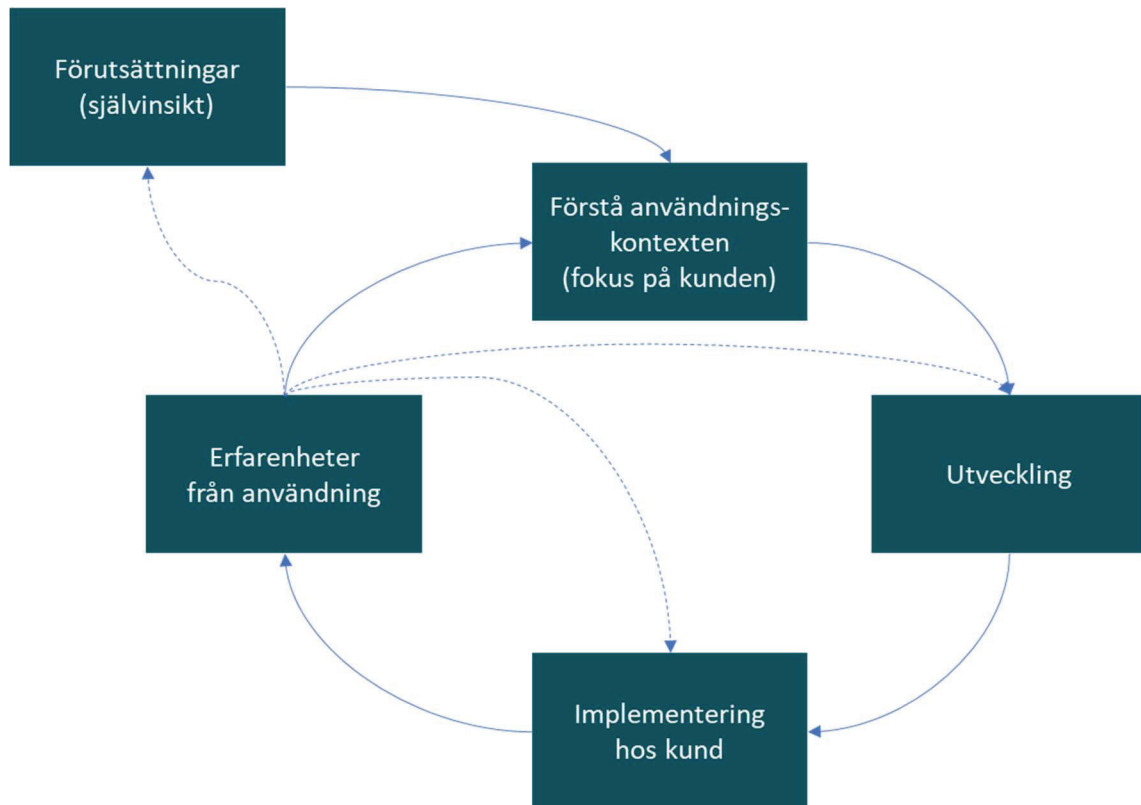 Förutsättningar
(självinsikt)
Förstå användnings-
kontexten
(fokus på kunden)
Erfarenheter
från användning
Utveckling
Implementering
hos kund